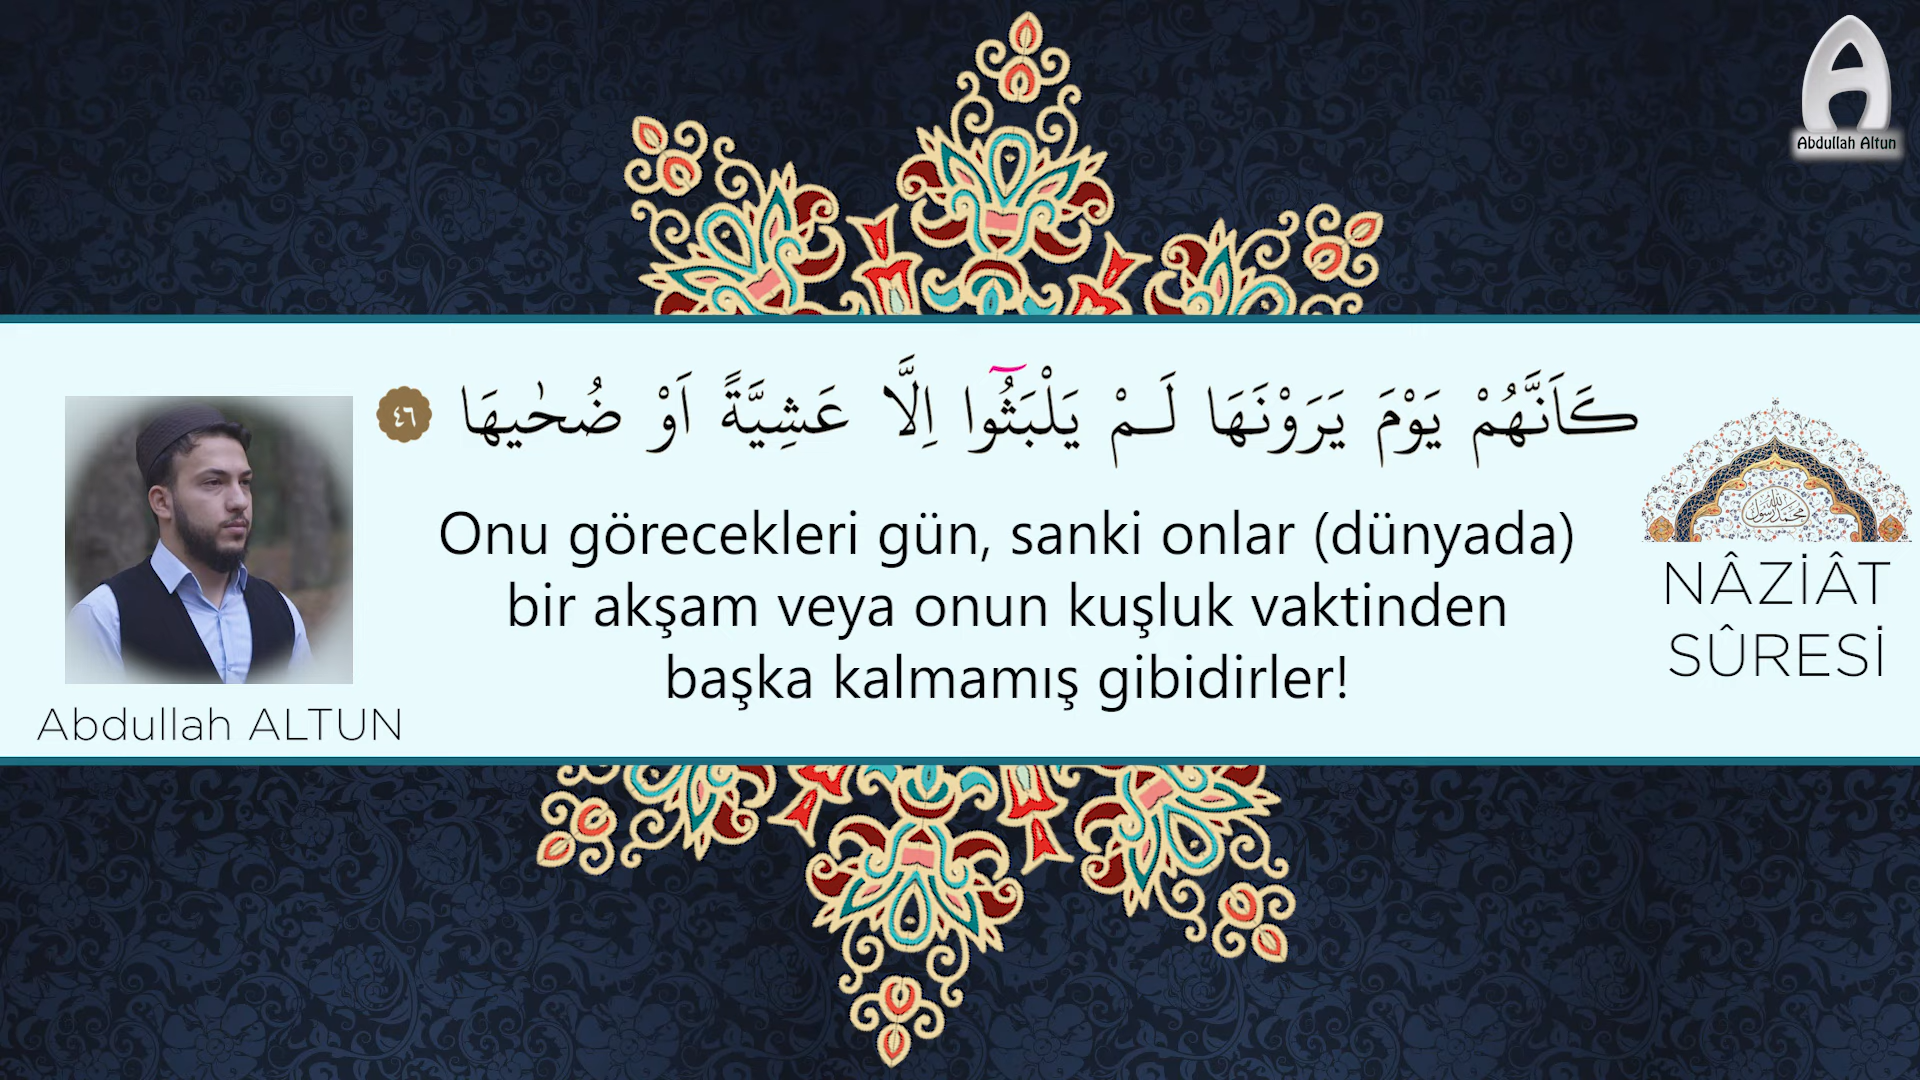 Abdullah Altun
كَاَنَّهُمْ يَوْمَ يَرَوْنَهَا لَمْ يَلْبَثُٓوا اِلَّا عَشِيَّةً اَوْ ضُحٰيهَا ﴿٤٦﴾
Onu görecekleri gün, sanki onlar (dünyada)
bir akşam veya onun kuşluk vaktinden
başka kalmamış gibidirler!
Abdullah ALTUN
NÂZİÂT
SÛRESİ